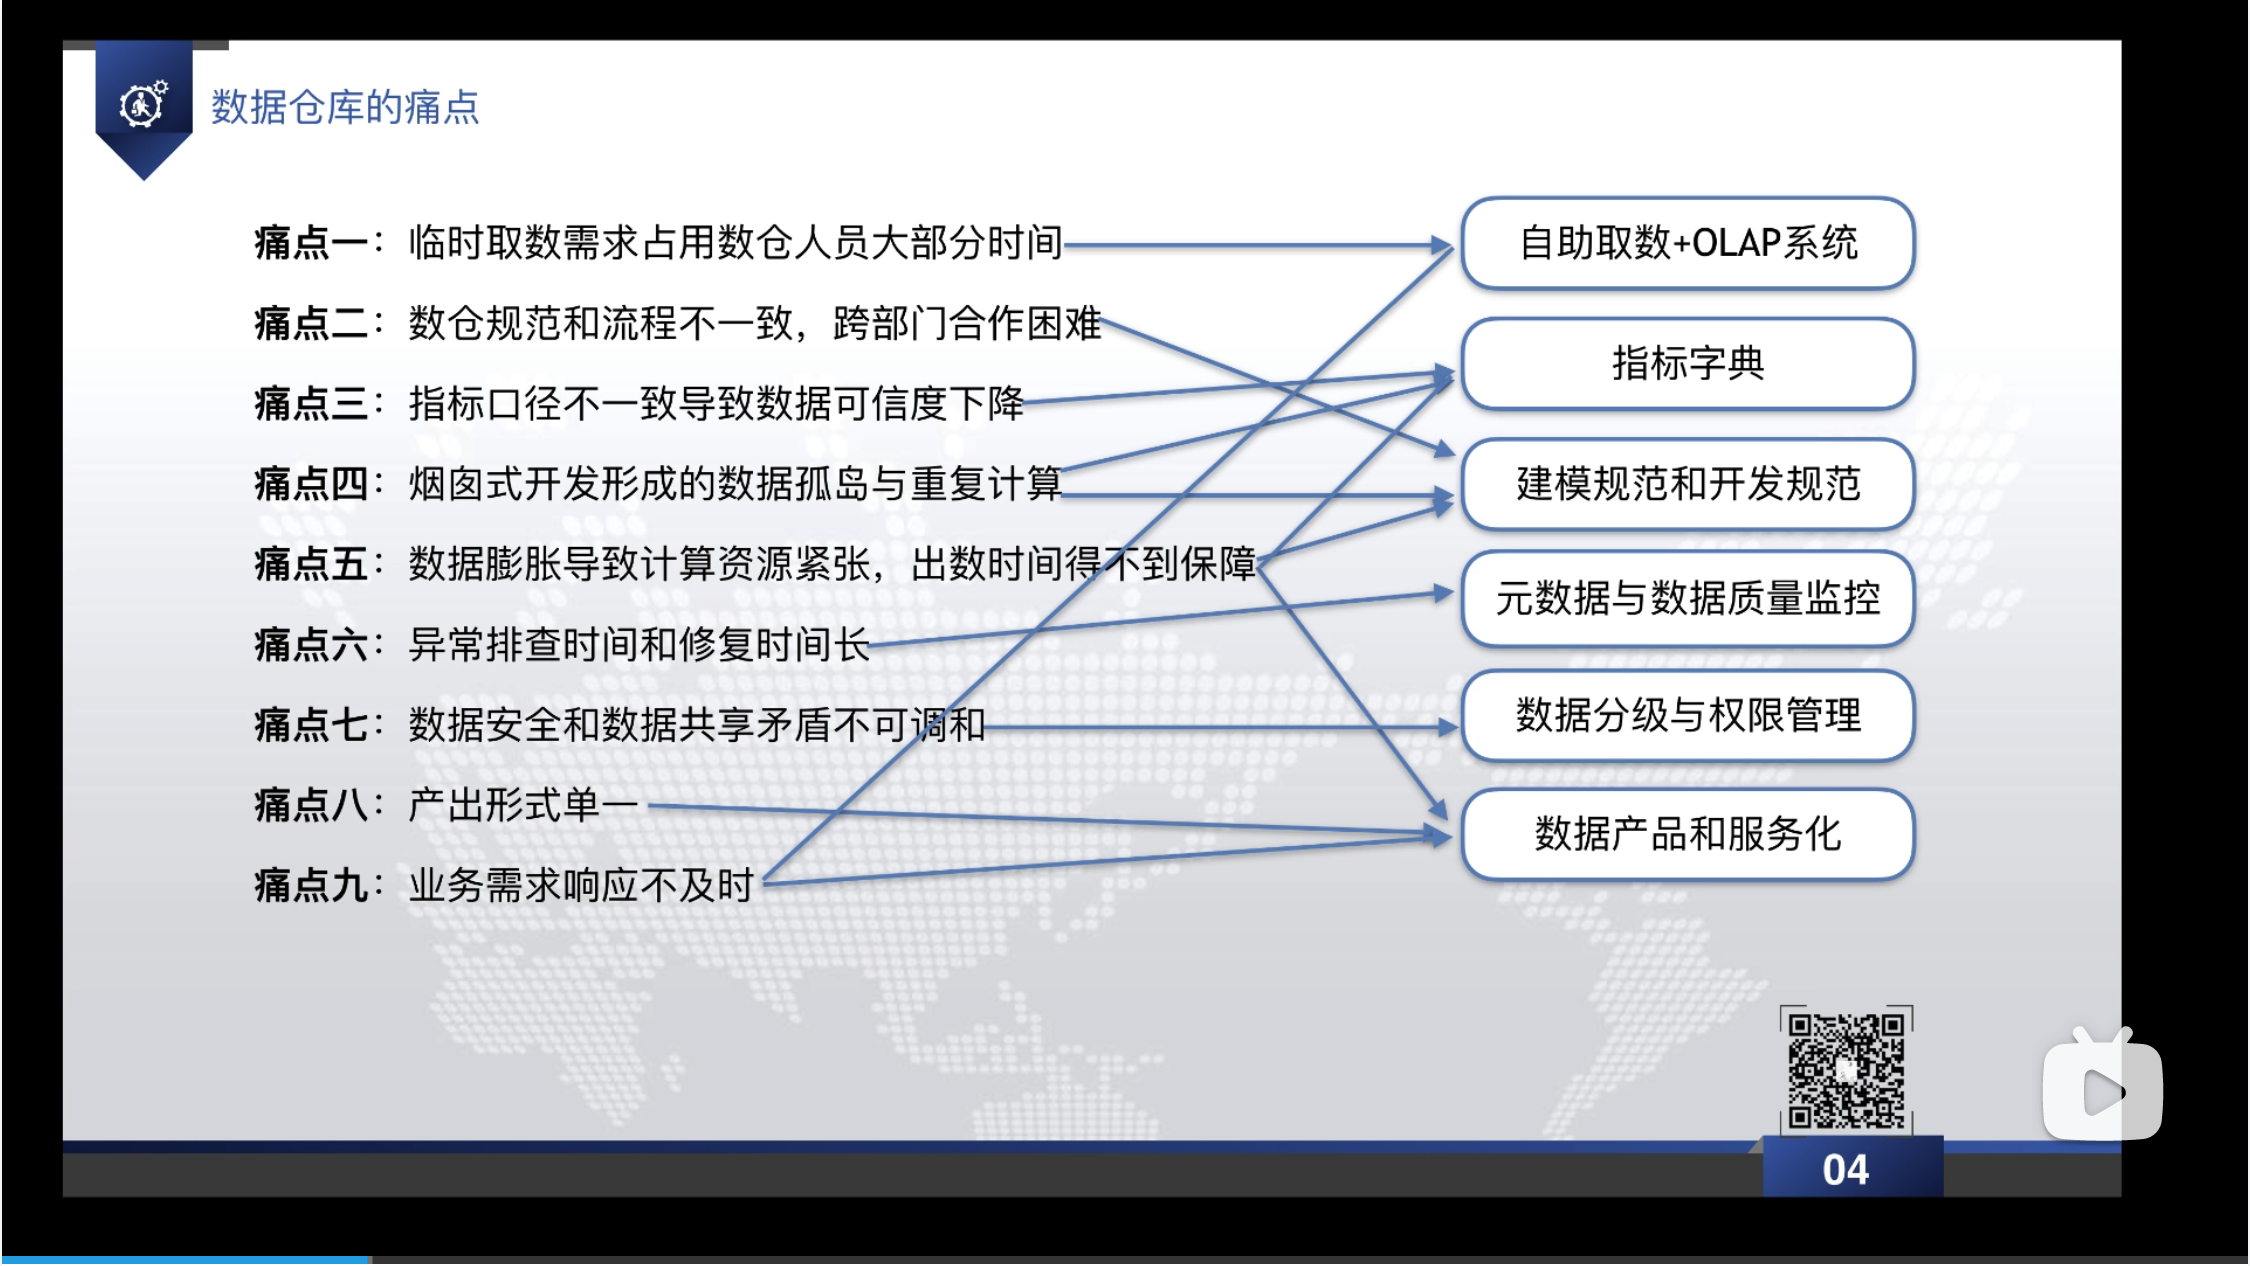 数据仓库的痛点
痛点一：临时取数需求占用数仓人员大部分时间
痛点二：数仓规范和流程不一致，跨部门合作困难
痛点三：指标口径不一致导致数据可信度下降
痛点四：烟囱式开发形成的数据孤岛与重复计算
痛点五：数据膨胀导致计算资源紧张，出数时间得不到保障
痛点六：异常排查时间和修复时间长
痛点七：数据安全和数据共享矛盾不可调和
痛点八：产出形式单一
痛点九：业务需求响应不及时
自助取数+OLAP系统
指标字典
建模规范和开发规范
元数据与数据质量监控
数据分级与权限管理
数据产品和服务化
04